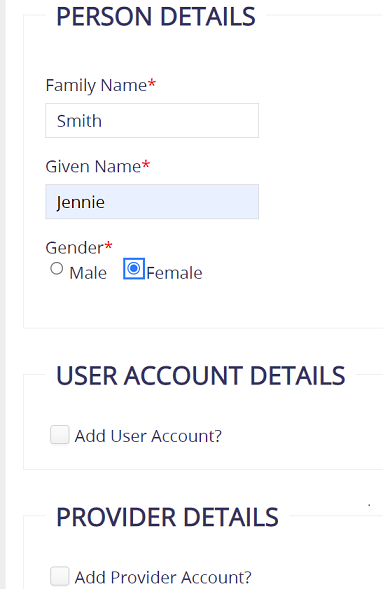 PERSON DETAILS
Family Name*
Smith
Given Name*
Jennie
Gender*
Male Female
USER ACCOUNT DETAILS
Add User Account?
PROVIDER DETAILS
Add Provider Account?